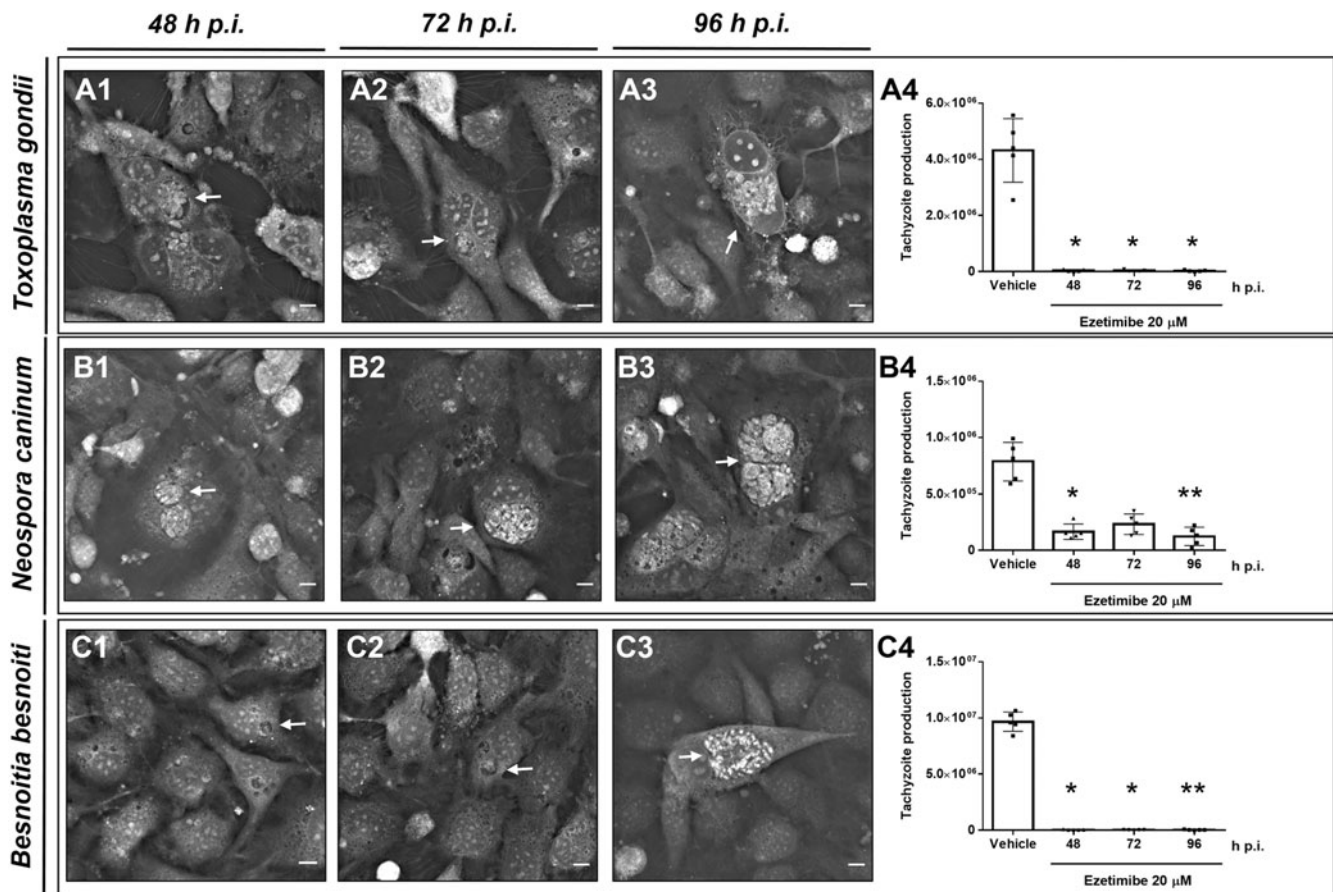 48 h p.i.
72 h p.i.
96 h p.i.
Toxoplasma gondii
A1
A2
A3
A4
Tachyzoite production
6.0×10⁰⁶
4.0×10⁰⁶
2.0×10⁰⁶
0
* * *
Vehicle 48 72 96 h p.i.
Ezetimibe 20 μM
Neospora caninum
B1
B2
B3
B4
Tachyzoite production
1.5×10⁰⁶
1.0×10⁰⁶
5.0×10⁰⁵
0
* **
Vehicle 48 72 96 h p.i.
Ezetimibe 20 μM
Besnoitia besnoiti
C1
C2
C3
C4
Tachyzoite production
1.5×10⁰⁷
1.0×10⁰⁷
5.0×10⁰⁶
0
* * **
Vehicle 48 72 96 h p.i.
Ezetimibe 20 μM